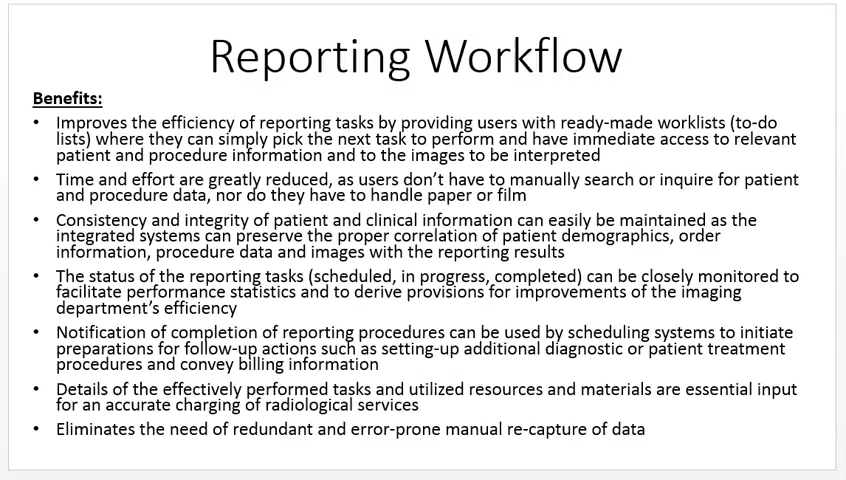 Reporting Workflow
Benefits:
• Improves the efficiency of reporting tasks by providing users with ready-made worklists (to-do
lists) where they can simply pick the next task to perform and have immediate access to relevant
patient and procedure information and to the images to be interpreted
• Time and effort are greatly reduced, as users don't have to manually search or inquire for patient
and procedure data, nor do they have to handle paper or film
• Consistency and integrity of patient and clinical information can easily be maintained as the
integrated systems can preserve the proper correlation of patient demographics, order
information, procedure data and images with the reporting results
• The status of the reporting tasks (scheduled, in progress, completed) can be closely monitored to
facilitate performance statistics and to derive provisions for improvements of the imaging
department's efficiency
• Notification of completion of reporting procedures can be used by scheduling systems to initiate
preparations for follow-up actions such as setting-up additional diagnostic or patient treatment
procedures and convey billing information
• Details of the effectively performed tasks and utilized resources and materials are essential input
for an accurate charging of radiological services
• Eliminates the need of redundant and error-prone manual re-capture of data